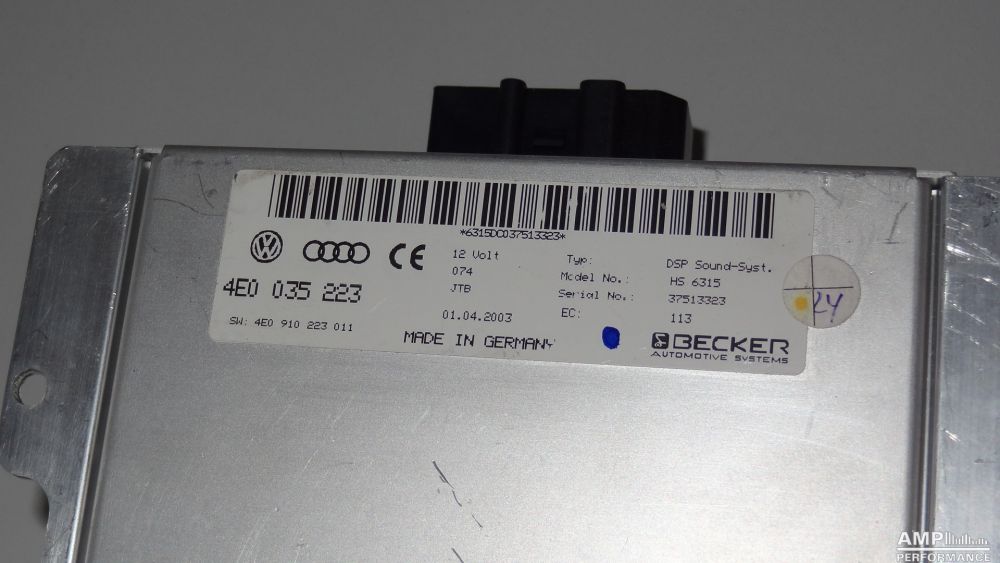 *6315DC037513323*
12 Volt
074
JTB
4E0 035 223
01.04.2003
SW: 4E0 910 223 011
MADE IN GERMANY
Typ: DSP Sound-Syst.
Model No.: HS 6315
Serial No.: 37513323
EC: 113
BECKER
AUTOMOTIVE SYSTEMS
24
AMP
PERFORMANCE